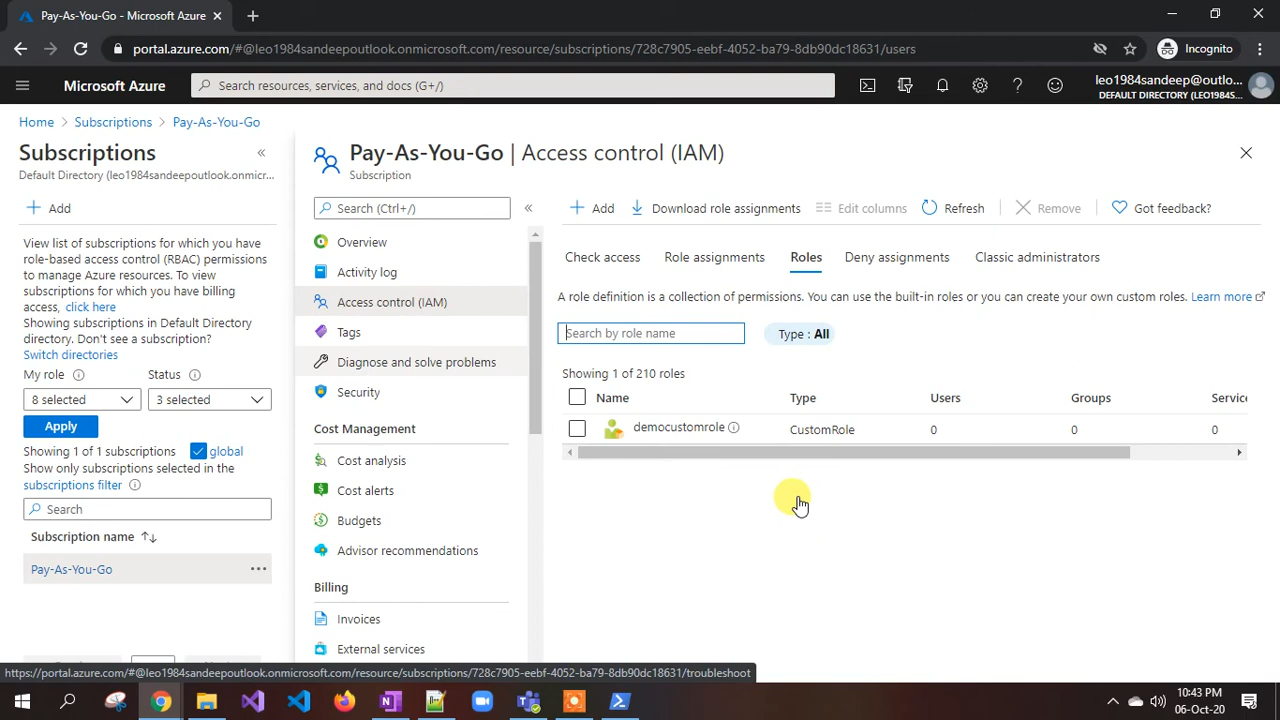 Pay-As-You-Go - Microsoft Azure
portal.azure.com/#@leo1984sandeepoutlook.onmicrosoft.com/resource/subscriptions/728c7905-eebf-4052-ba79-8db90dc18631/users
Incognito
Microsoft Azure
Search resources, services, and docs (G+/)
leo1984sandeep@outlo...
DEFAULT DIRECTORY (LEO1984S...
Home
Subscriptions
Pay-As-You-Go
Subscriptions
Default Directory (leo1984sandeepoutlook.onmicr...
Add
View list of subscriptions for which you have
role-based access control (RBAC) permissions
to manage Azure resources. To view
subscriptions for which you have billing
access, click here
Showing subscriptions in Default Directory
directory. Don't see a subscription?
Switch directories
My role
Status
8 selected
3 selected
Apply
Showing 1 of 1 subscriptions
global
Show only subscriptions selected in the
subscriptions filter
Search
Subscription name
Pay-As-You-Go
Pay-As-You-Go | Access control (IAM)
Subscription
Search (Ctrl+/)
Overview
Activity log
Access control (IAM)
Tags
Diagnose and solve problems
Security
Cost Management
Cost analysis
Cost alerts
Budgets
Advisor recommendations
Billing
Invoices
External services
Add
Download role assignments
Edit columns
Refresh
Remove
Got feedback?
Check access
Role assignments
Roles
Deny assignments
Classic administrators
A role definition is a collection of permissions. You can use the built-in roles or you can create your own custom roles. Learn more
Search by role name
Type : All
Showing 1 of 210 roles
Name Type Users Groups Service
democustomrole CustomRole 0 0 0
https://portal.azure.com/#@leo1984sandeepoutlook.onmicrosoft.com/resource/subscriptions/728c7905-eebf-4052-ba79-8db90dc18631/troubleshoot
10:43 PM
06-Oct-20